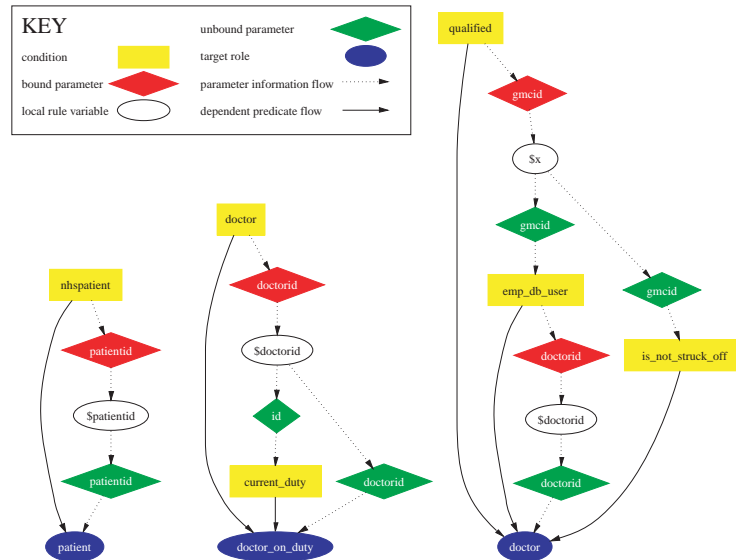 KEY
condition
bound parameter
local rule variable
unbound parameter
target role
parameter information flow
dependent predicate flow
nhspatient
patientid
$patientid
patientid
patient
doctor
doctorid
$doctorid
id
current_duty
doctorid
doctor_on_duty
qualified
gmcid
$x
gmcid
gmcid
emp_db_user
doctorid
is_not_struck_off
$doctorid
doctorid
doctor